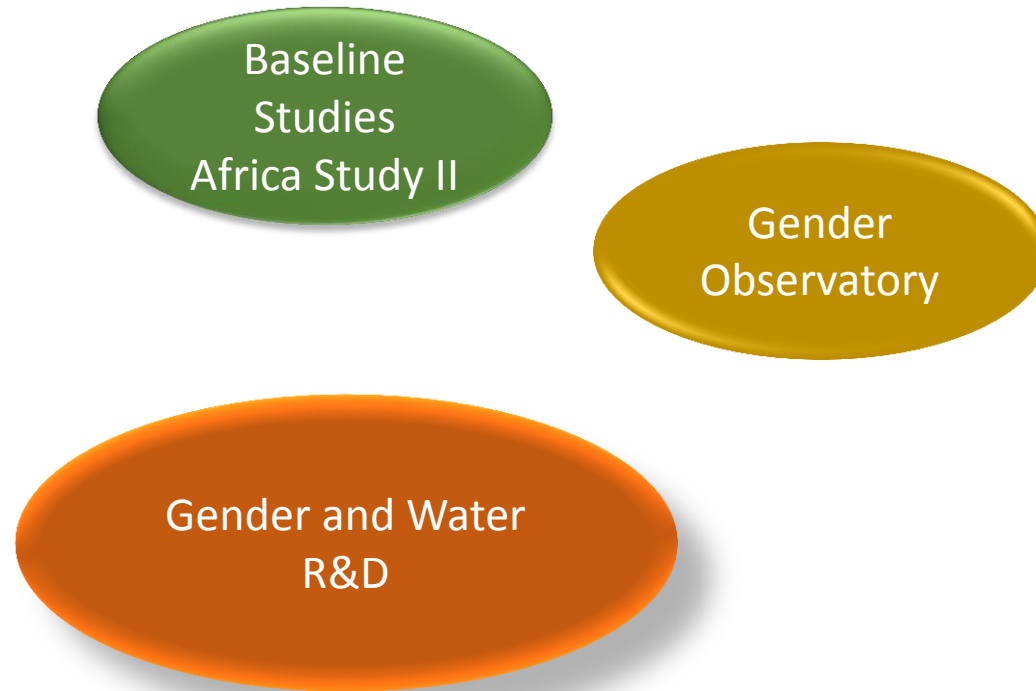 Baseline
Studies
Africa Study II
Gender
Observatory
Gender and Water
R&D